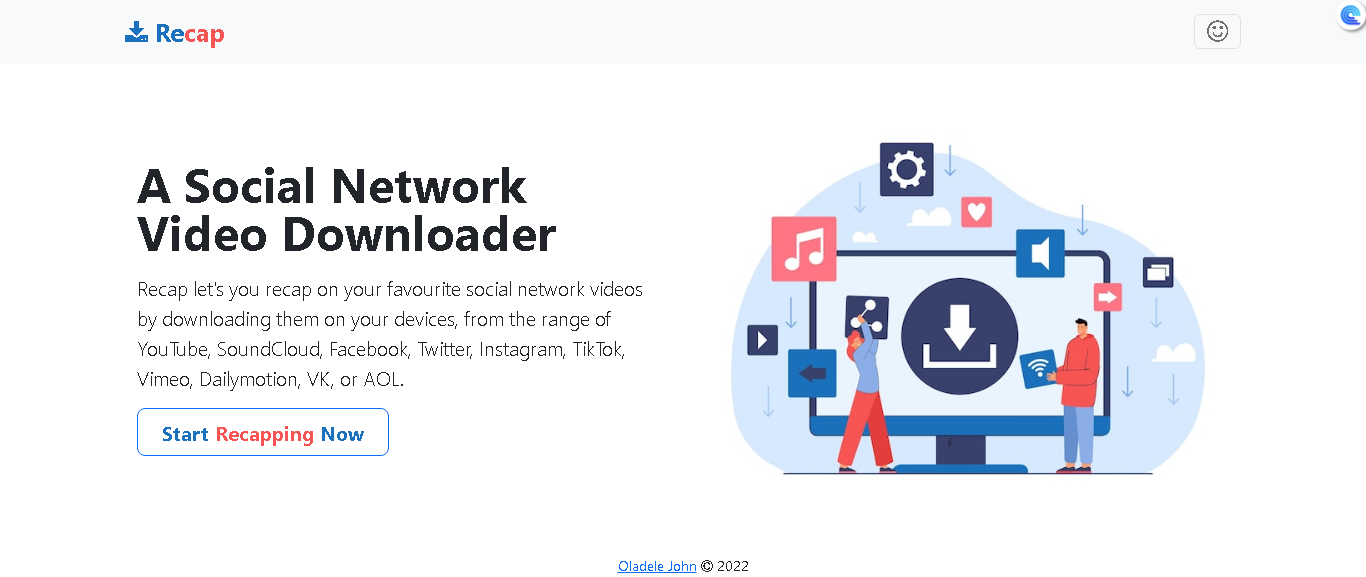 Recap
A Social Network
Video Downloader
Recap let's you recap on your favourite social network videos
by downloading them on your devices, from the range of
YouTube, SoundCloud, Facebook, Twitter, Instagram, TikTok,
Vimeo, Dailymotion, VK, or AOL.
Start Recapping Now
Oladele John © 2022